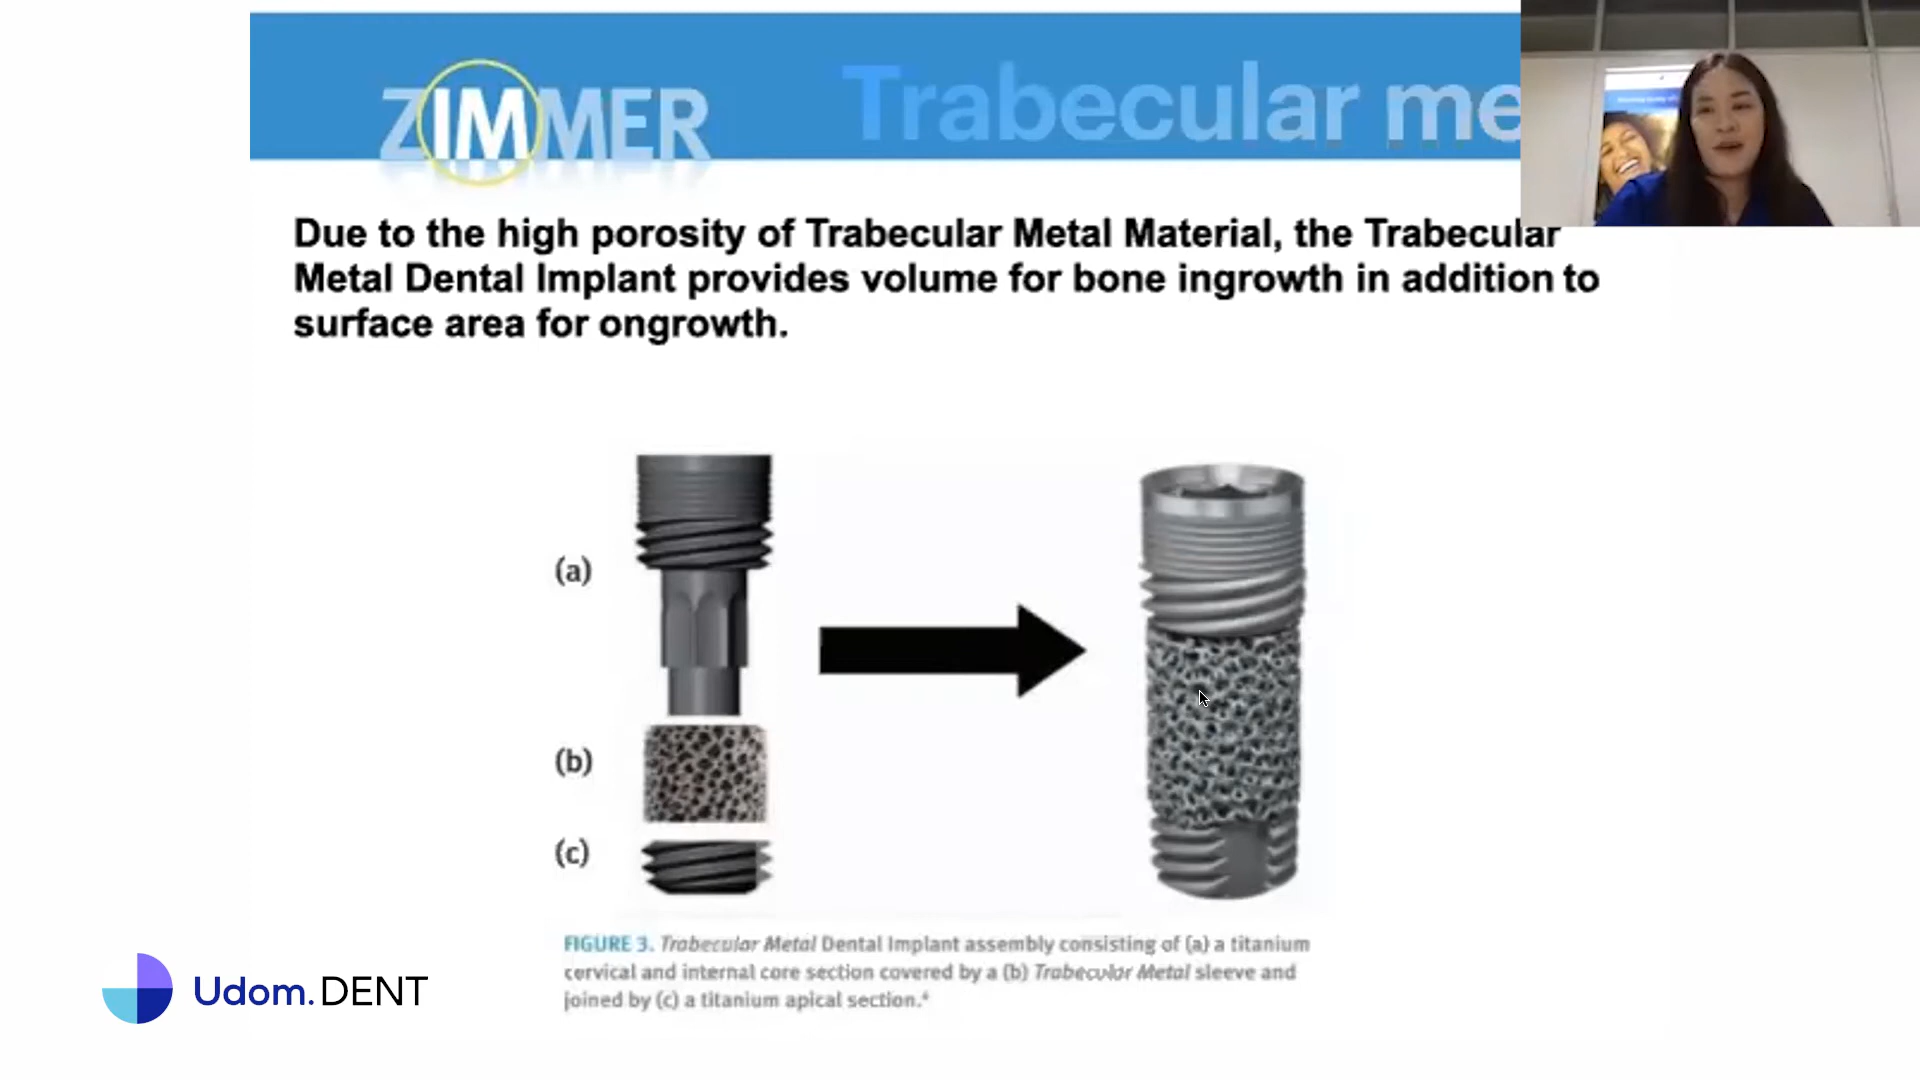 ZIMMER
Trabecular me
Due to the high porosity of Trabecular Metal Material, the Trabecular
Metal Dental Implant provides volume for bone ingrowth in addition to
surface area for ongrowth.
(a)
(b)
(c)
FIGURE 3. Trabecular Metal Dental Implant assembly consisting of (a) a titanium
cervical and internal core section covered by a (b) Trabecular Metal sleeve and
joined by (c) a titanium apical section.⁴
Udom.DENT